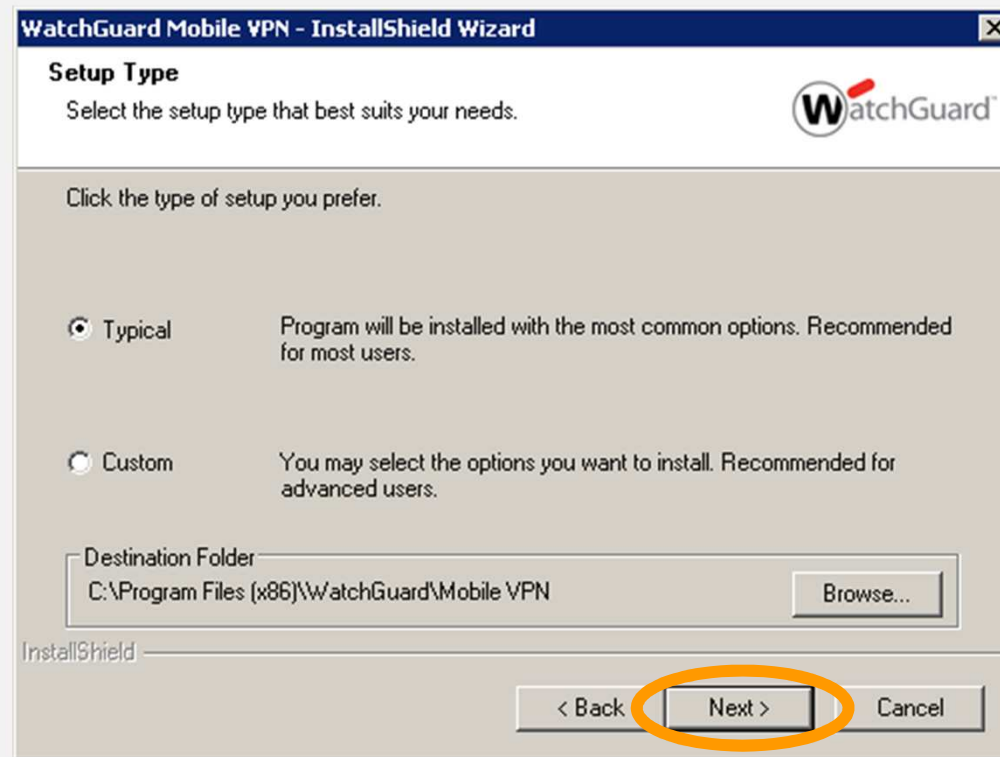 WatchGuard Mobile VPN - InstallShield Wizard
Setup Type
Select the setup type that best suits your needs.
WatchGuard™
Click the type of setup you prefer.
Typical
Program will be installed with the most common options. Recommended
for most users.
Custom
You may select the options you want to install. Recommended for
advanced users.
Destination Folder
C:\Program Files (x86)\WatchGuard\Mobile VPN
Browse...
InstallShield
< Back
Next >
Cancel